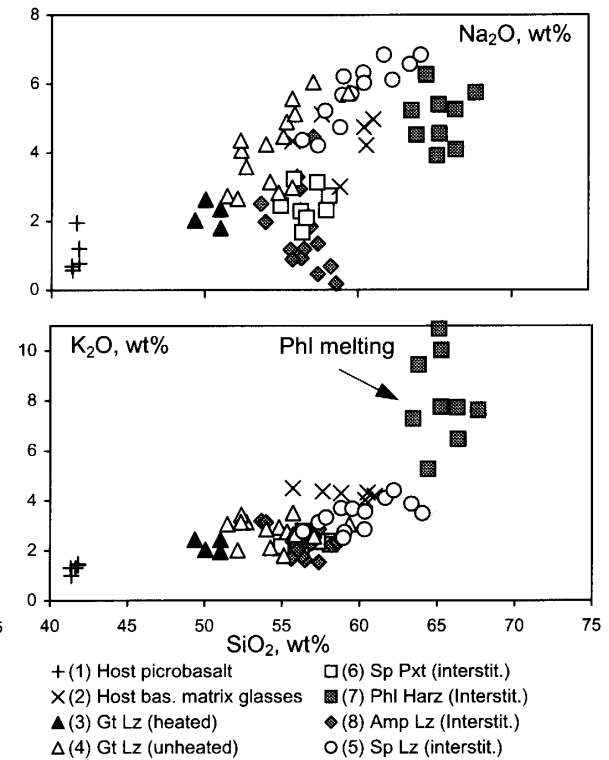 8
Na2O, wt%
6
4
2
0
K2O, wt%
Phl melting
10
8
6
4
2
0
5
40 45 50 55 60 65 70 75
SiO2, wt%
+ (1) Host picrobasalt
× (2) Host bas. matrix glasses
▲ (3) Gt Lz (heated)
△ (4) Gt Lz (unheated)
□ (6) Sp Pxt (interstit.)
■ (7) Phl Harz (Interstit.)
◆ (8) Amp Lz (Interstit.)
○ (5) Sp Lz (interstit.)